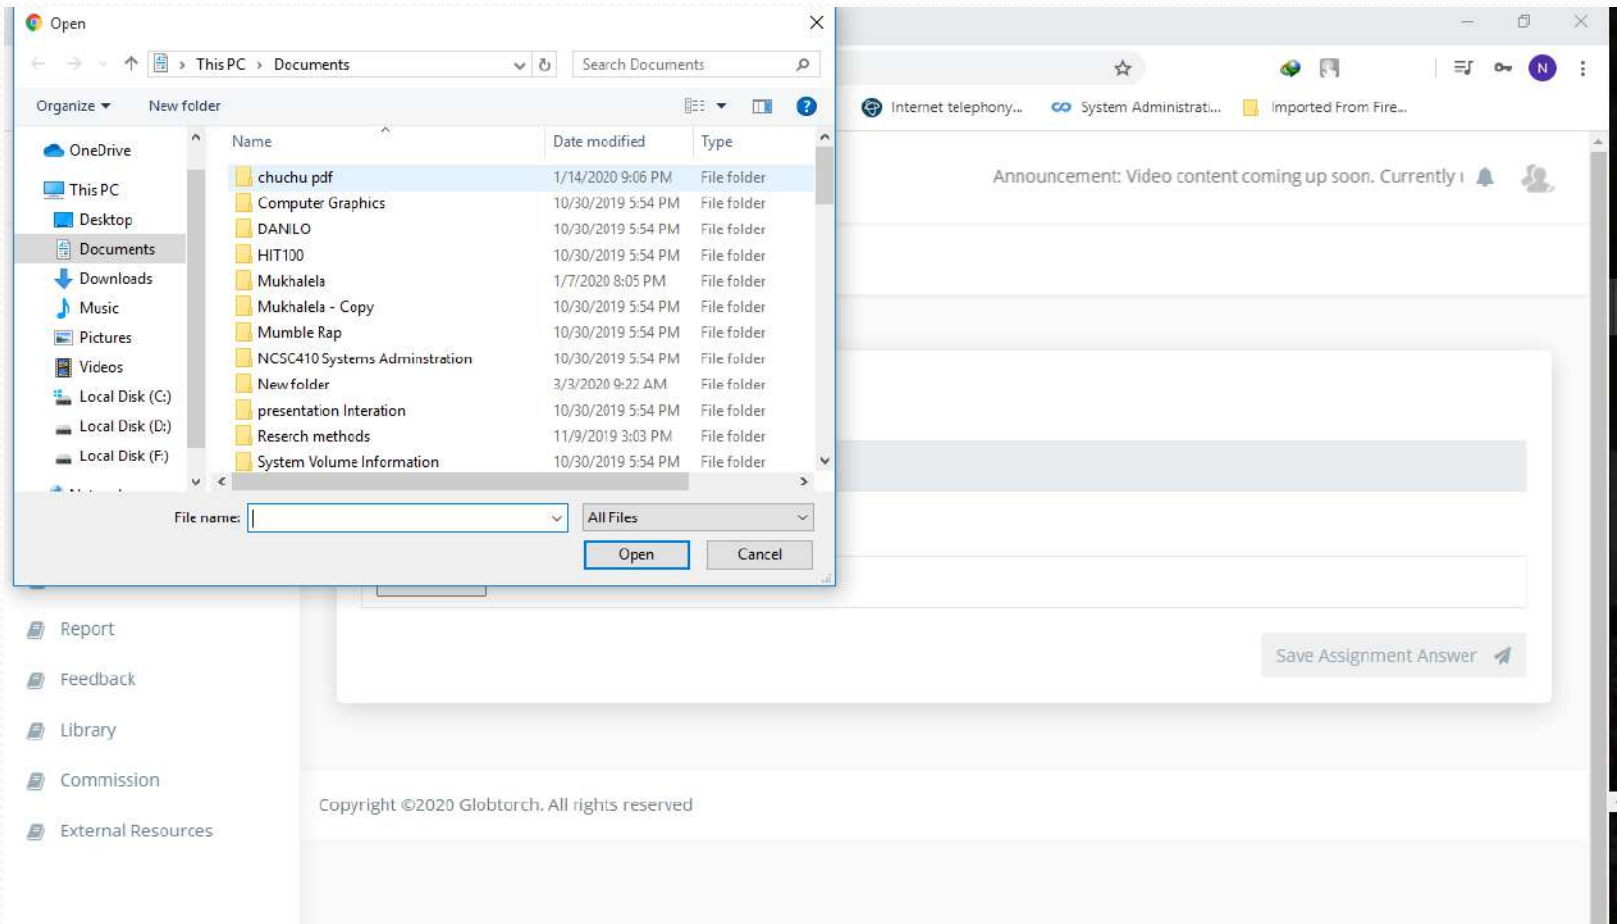 Open
This PC > Documents
Search Documents
Organize
New folder
Internet telephony...
System Administrati...
Imported From Fire...
N
Name
Date modified
Type
OneDrive
This PC
Desktop
Documents
Downloads
Music
Pictures
Videos
Local Disk (C:)
Local Disk (D:)
Local Disk (F:)
chuchu pdf 1/14/2020 9:06 PM File folder
Computer Graphics 10/30/2019 5:54 PM File folder
DANILO 10/30/2019 5:54 PM File folder
HIT100 10/30/2019 5:54 PM File folder
Mukhalela 1/7/2020 8:05 PM File folder
Mukhalela - Copy 10/30/2019 5:54 PM File folder
Mumble Rap 10/30/2019 5:54 PM File folder
NCSC410 Systems Adminstration 10/30/2019 5:54 PM File folder
New folder 3/3/2020 9:22 AM File folder
presentation Interation 10/30/2019 5:54 PM File folder
Reserch methods 11/9/2019 3:03 PM File folder
System Volume Information 10/30/2019 5:54 PM File folder
File name:
All Files
Open
Cancel
Announcement: Video content coming up soon. Currently
Save Assignment Answer
Report
Feedback
Library
Commission
External Resources
Copyright ©2020 Globtorch. All rights reserved